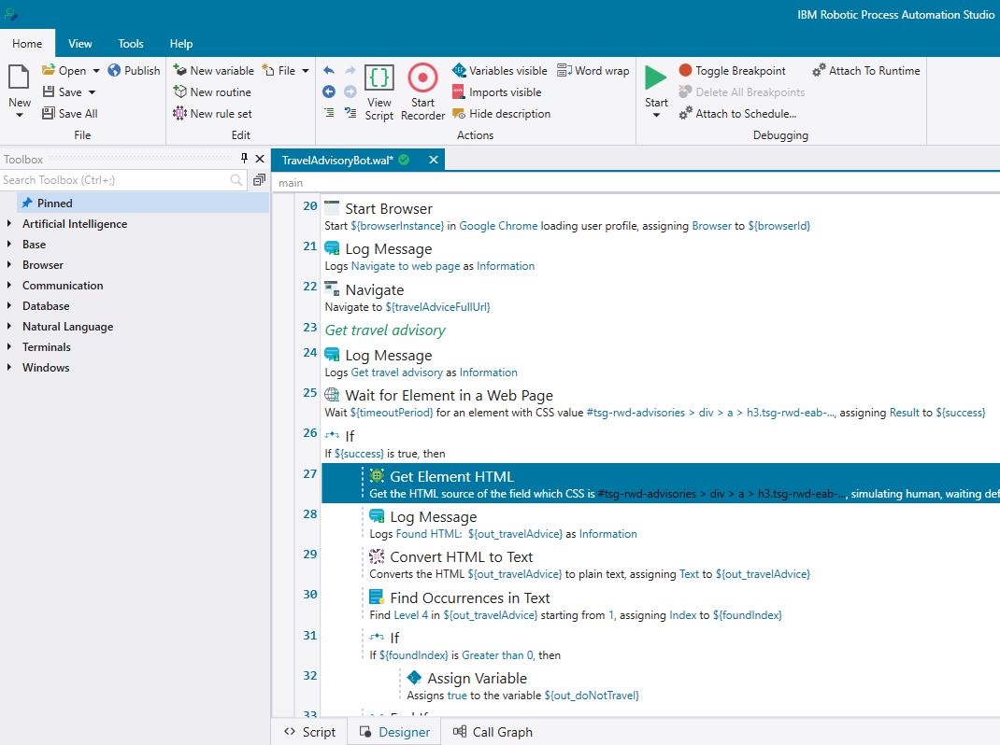 IBM Robotic Process Automation Studio
Home View Tools Help
New
Open
Save
Save All
Publish
File
New variable
New routine
New rule set
File
Edit
View Script
Start Recorder
Variables visible
Imports visible
Hide description
Word wrap
Actions
Start
Toggle Breakpoint
Delete All Breakpoints
Attach to Schedule...
Attach To Runtime
Debugging
Toolbox
Search Toolbox (Ctrl+;)
Pinned
Artificial Intelligence
Base
Browser
Communication
Database
Natural Language
Terminals
Windows
TravelAdvisoryBot.wal*
main
20 Start Browser
Start ${browserInstance} in Google Chrome loading user profile, assigning Browser to ${browserId}
21 Log Message
Logs Navigate to web page as Information
22 Navigate
Navigate to ${travelAdviceFullUrl}
23 Get travel advisory
24 Log Message
Logs Get travel advisory as Information
25 Wait for Element in a Web Page
Wait ${timeoutPeriod} for an element with CSS value #tsg-rwd-advisories > div > a > h3.tsg-rwd-eab-..., assigning Result to ${success}
26 If
If ${success} is true, then
27 Get Element HTML
Get the HTML source of the field which CSS is #tsg-rwd-advisories > div > a > h3.tsg-rwd-eab-..., simulating human, waiting def
28 Log Message
Logs Found HTML: ${out_travelAdvice} as Information
29 Convert HTML to Text
Converts the HTML ${out_travelAdvice} to plain text, assigning Text to ${out_travelAdvice}
30 Find Occurrences in Text
Find Level 4 in ${out_travelAdvice} starting from 1, assigning Index to ${foundIndex}
31 If
If ${foundIndex} is Greater than 0, then
32 Assign Variable
Assigns true to the variable ${out_doNotTravel}
33 End If
Script Designer Call Graph